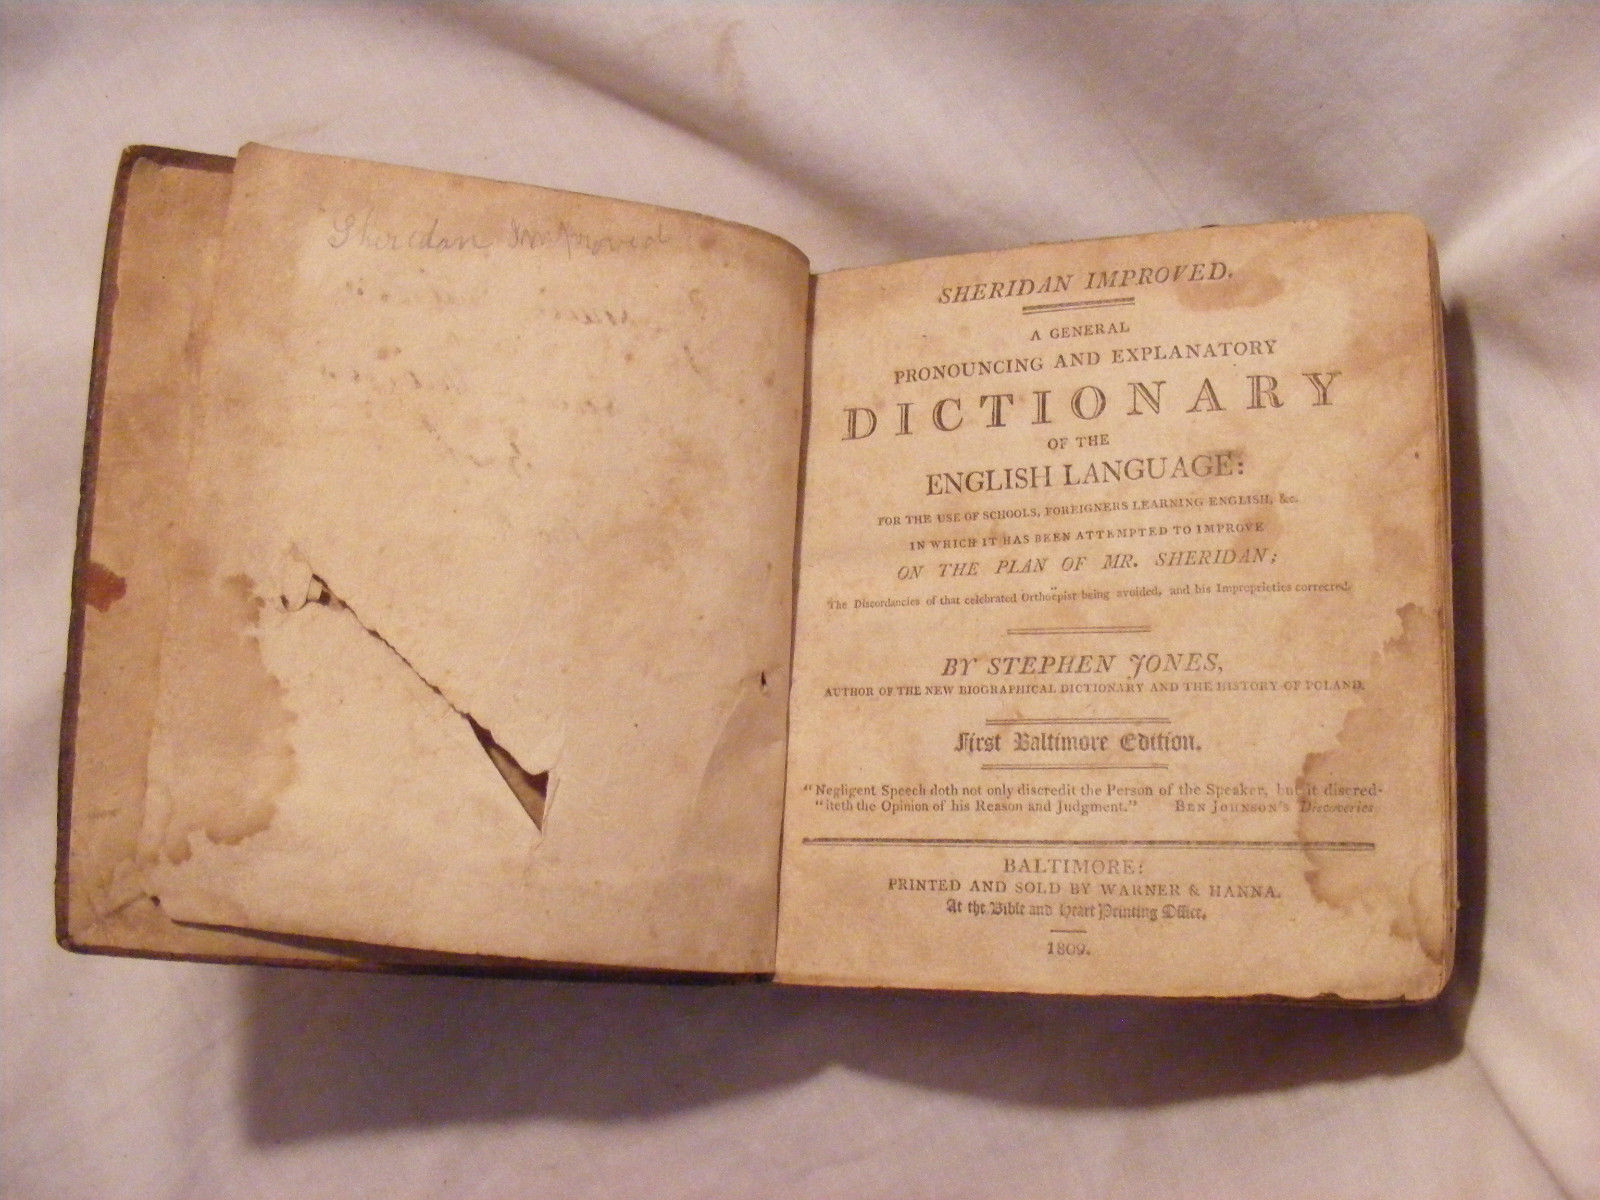 Sheridan Improved
SHERIDAN IMPROVED.
A GENERAL
PRONOUNCING AND EXPLANATORY
DICTIONARY
OF THE
ENGLISH LANGUAGE:
FOR THE USE OF SCHOOLS, FOREIGNERS LEARNING ENGLISH, &c.
IN WHICH IT HAS BEEN ATTEMPTED TO IMPROVE
ON THE PLAN OF MR. SHERIDAN;
The Discordancies of that celebrated Orthoëpist being avoided, and his Improprieties corrected.
BY STEPHEN JONES,
AUTHOR OF THE NEW BIOGRAPHICAL DICTIONARY AND THE HISTORY OF POLAND.
First Baltimore Edition.
"Negligent Speech doth not only discredit the Person of the Speaker, but it discred-
"iteth the Opinion of his Reason and Judgment." BEN JOHNSON'S Discoveries
BALTIMORE:
PRINTED AND SOLD BY WARNER & HANNA.
At the Bible and Heart Printing Office.
1809.